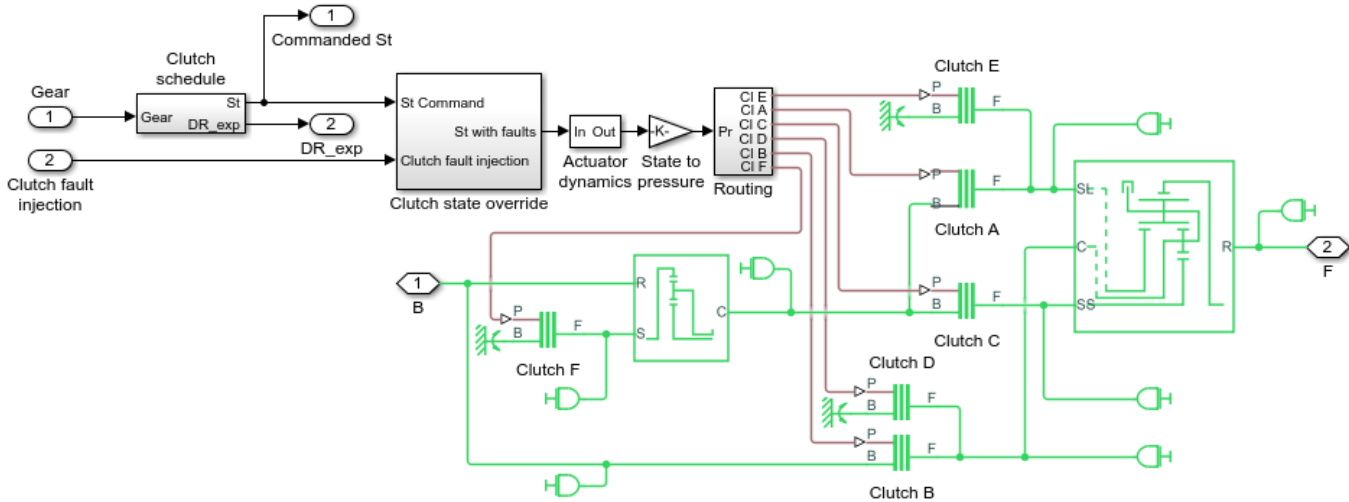 1
Commanded St
Clutch
schedule
Gear
1
Gear
St
DR_exp
2
DR_exp
2
Clutch fault
injection
St Command
St with faults
Clutch fault injection
Clutch state override
In Out
Actuator
dynamics
-K-
State to
pressure
Pr
Cl E
Cl A
Cl C
Cl D
Cl B
Cl F
Routing
Clutch E
P
B
F
P
B
F
Clutch A
P
B
F
Clutch C
SL
C
SS
R
2
F
1
B
P
B
F
Clutch F
R
S
C
Clutch D
P
B
F
P
B
F
Clutch B